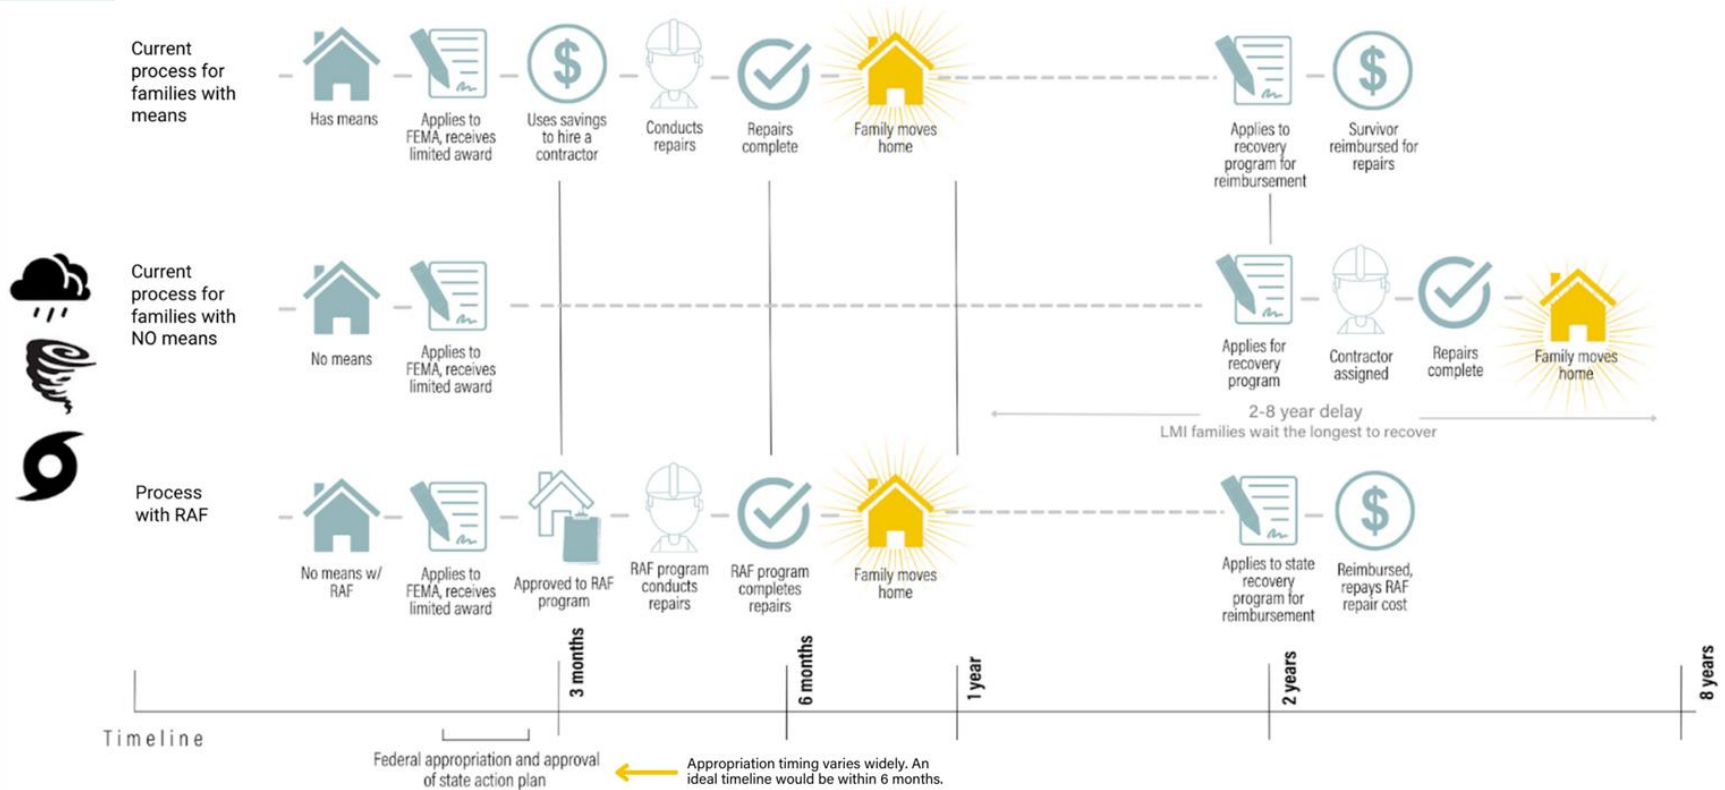 Current
process for
families with
means
Has means
Applies to
FEMA, receives
limited award
Uses savings
to hire a
contractor
Conducts
repairs
Repairs
complete
Family moves
home
Applies to
recovery
program for
reimbursement
Survivor
reimbursed for
repairs
Current
process for
families with
NO means
No means
Applies to
FEMA, receives
limited award
Applies for
recovery
program
Contractor
assigned
Repairs
complete
Family moves
home
2-8 year delay
LMI families wait the longest to recover
Process
with RAF
No means w/
RAF
Applies to
FEMA, receives
limited award
Approved to RAF
program
RAF program
conducts
repairs
RAF program
completes
repairs
Family moves
home
Applies to state
recovery
program for
reimbursement
Reimbursed,
repays RAF
repair cost
3 months
6 months
1 year
2 years
8 years
Timeline
Federal appropriation and approval
of state action plan
Appropriation timing varies widely. An
ideal timeline would be within 6 months.